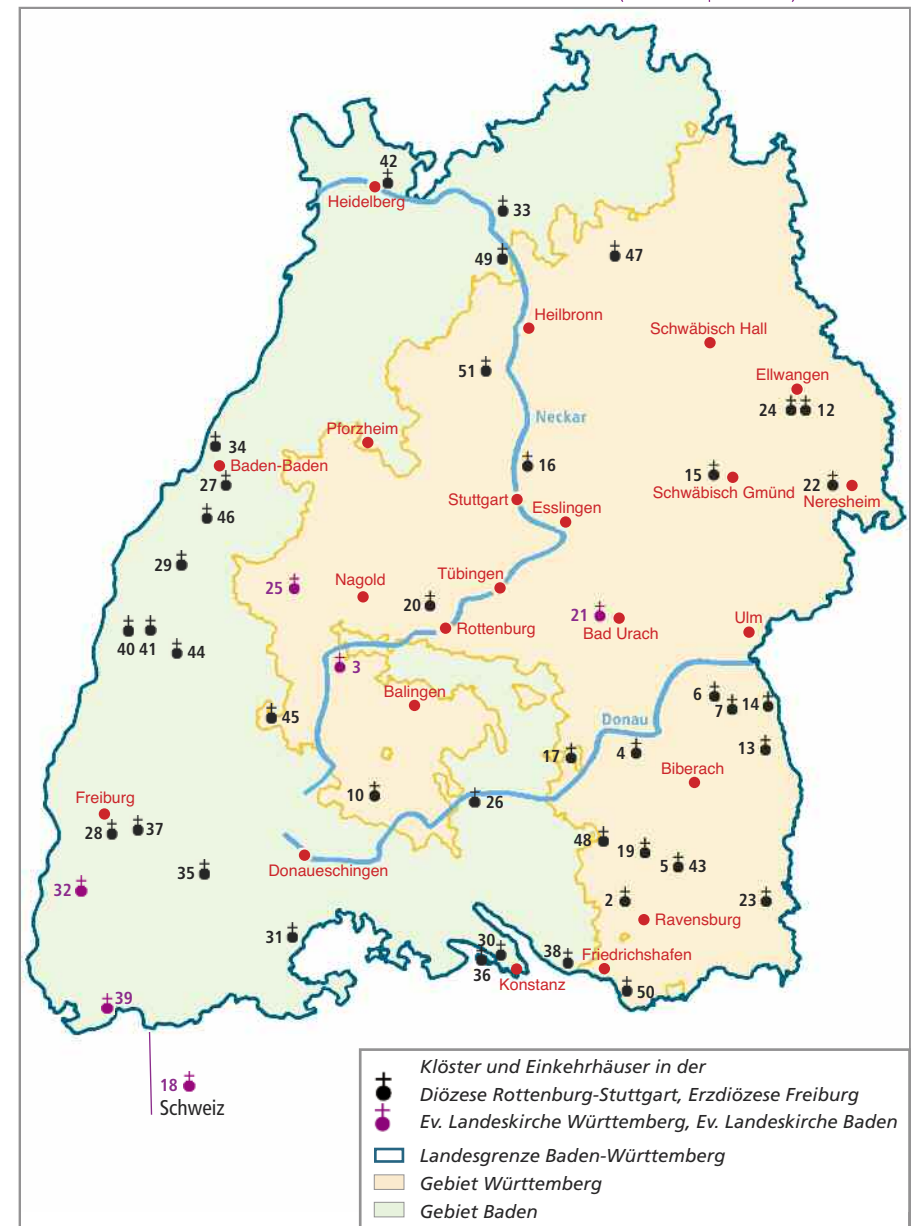 42
Heidelberg
33
49
47
Heilbronn
Schwäbisch Hall
51
Ellwangen
24
12
Neckar
Pforzheim
34
Baden-Baden
27
16
15
Schwäbisch Gmünd
22
Neresheim
Stuttgart
Esslingen
46
29
Tübingen
25
Nagold
20
21
Bad Urach
Ulm
Rottenburg
40
41
44
3
Balingen
6
7
14
45
Donau
17
4
13
Biberach
10
26
Freiburg
28
37
48
19
5
43
Donaueschingen
35
32
2
23
Ravensburg
31
30
36
38
Friedrichshafen
Konstanz
50
39
18
Schweiz
Klöster und Einkehrhäuser in der
Diözese Rottenburg-Stuttgart, Erzdiözese Freiburg
Ev. Landeskirche Württemberg, Ev. Landeskirche Baden
Landesgrenze Baden-Württemberg
Gebiet Württemberg
Gebiet Baden